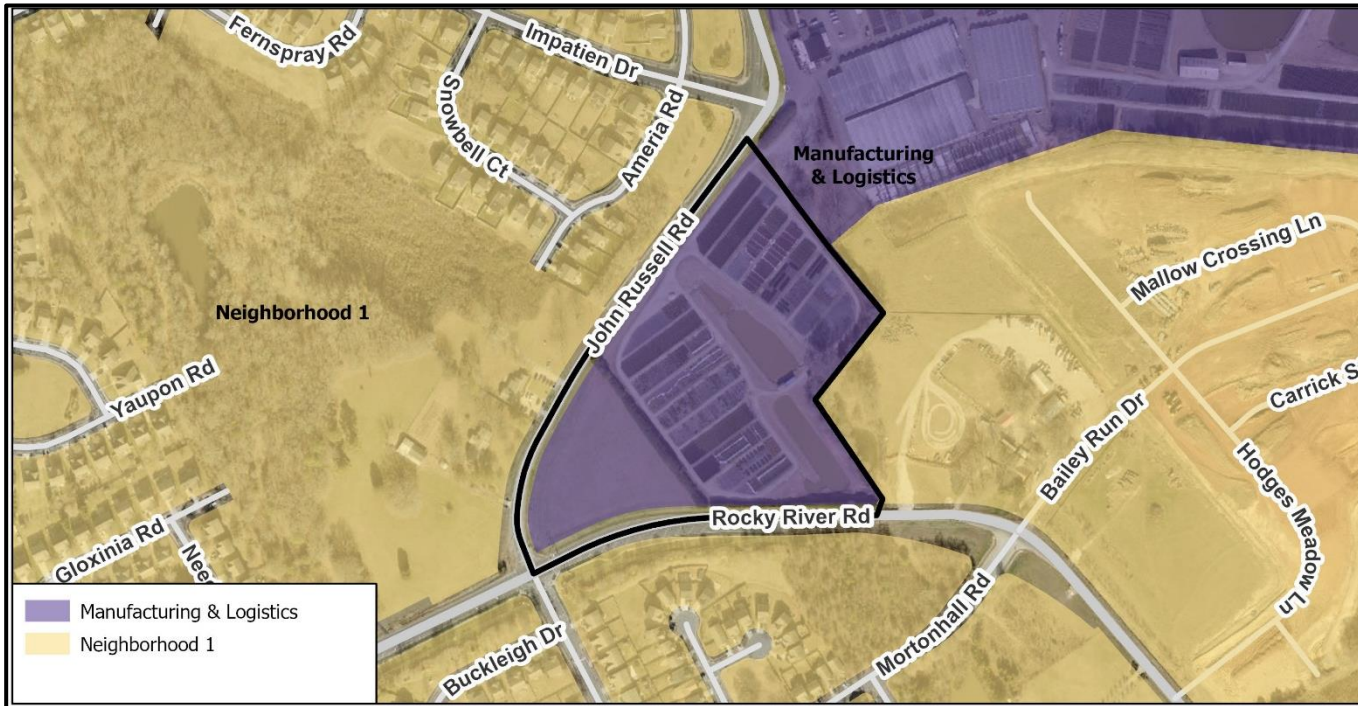 Fernspray Rd
Impatien Dr
Snowbell Ct
Ameria Rd
Manufacturing
& Logistics
John Russell Rd
Mallow Crossing Ln
Neighborhood 1
Yaupon Rd
Carrick S
Bailey Run Dr
Hodges Meadow Ln
Rocky River Rd
Gloxinia Rd
Need
Mortonhall Rd
Buckleigh Dr
Manufacturing & Logistics
Neighborhood 1